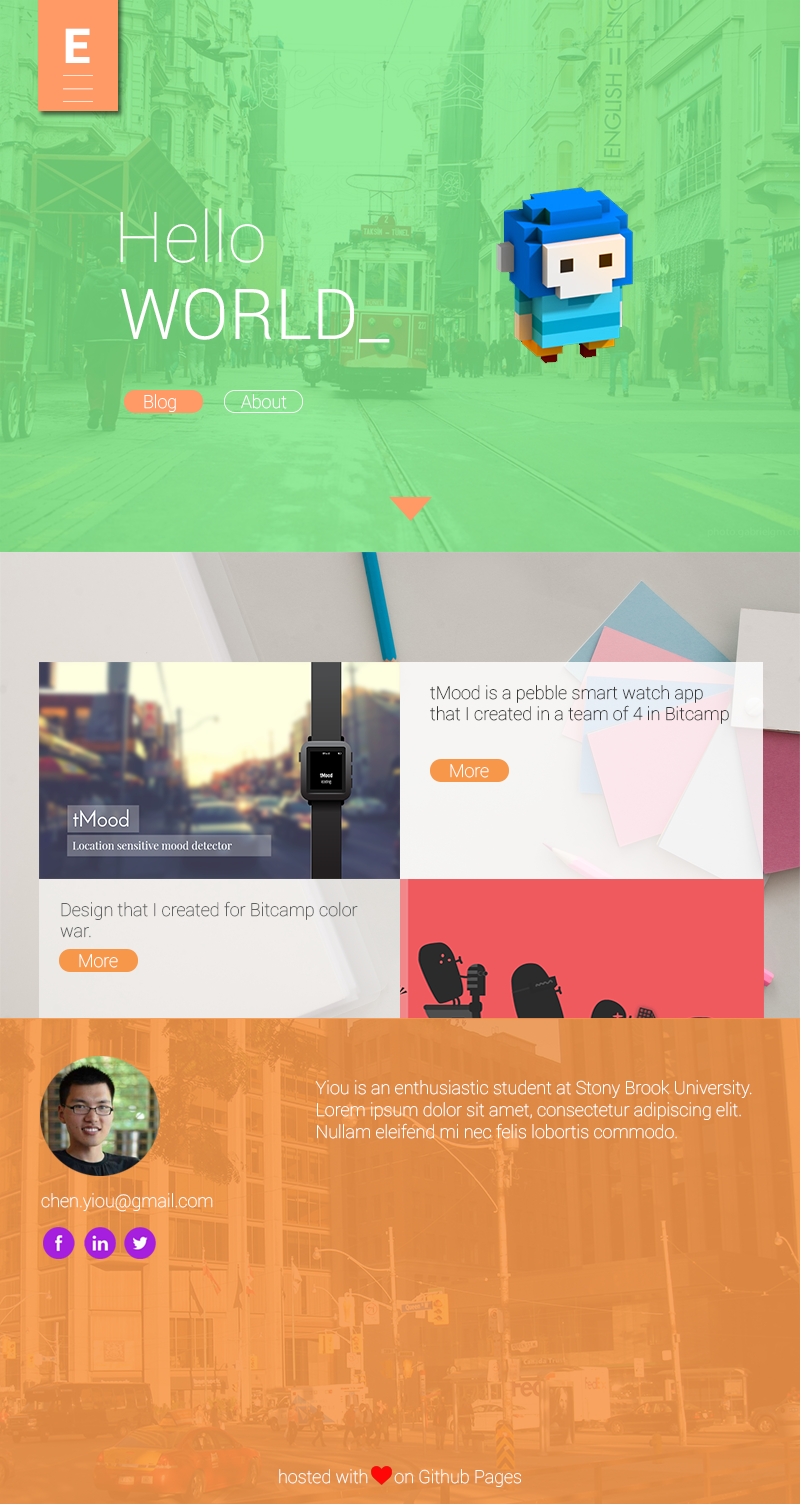 E
ENGLISH = ENGL
Hello
WORLD_
Blog
About
tMood is a pebble smart watch app
that I created in a team of 4 in Bitcamp
More
tMood
tMood
Location sensitive mood detector
Design that I created for Bitcamp color
war.
More
Yiou is an enthusiastic student at Stony Brook University.
Lorem ipsum dolor sit amet, consectetur adipiscing elit.
Nullam eleifend mi nec felis lobortis commodo.
chen.yiou@gmail.com
f
in
hosted with
on Github Pages